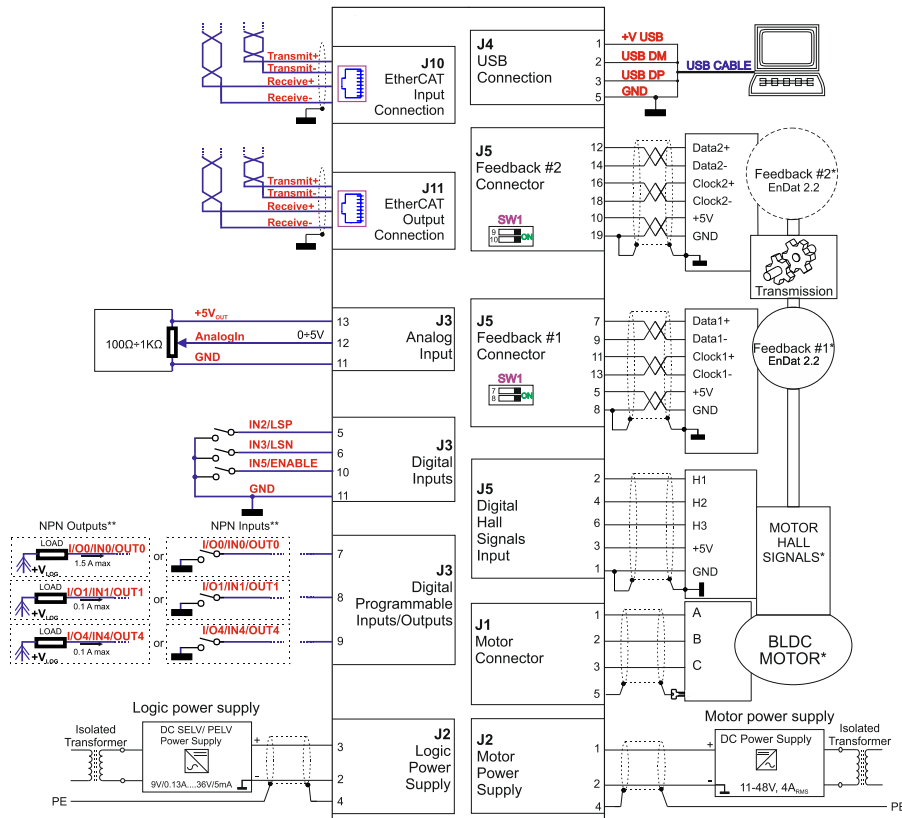 Transmit+
Transmit-
Receive+
Receive-
J10
EtherCAT
Input
Connection
Transmit+
Transmit-
Receive+
Receive-
J11
EtherCAT
Output
Connection
100Ω÷1KΩ
+5VOUT
AnalogIn
0÷5V
GND
13
12
11
J3
Analog
Input
IN2/LSP
IN3/LSN
IN5/ENABLE
GND
5
6
10
11
J3
Digital
Inputs
NPN Outputs**
NPN Inputs**
LOAD
I/O0/IN0/OUT0
+VLOG
1.5 A max
or
I/O0/IN0/OUT0
7
LOAD
I/O1/IN1/OUT1
+VLOG
0.1 A max
or
I/O1/IN1/OUT1
8
LOAD
I/O4/IN4/OUT4
+VLOG
0.1 A max
or
I/O4/IN4/OUT4
9
J3
Digital
Programmable
Inputs/Outputs
Logic power supply
Isolated
Transformer
DC SELV/ PELV
Power Supply
9V/0.13A....36V/5mA
+
-
PE
3
2
4
J2
Logic
Power
Supply
J4
USB
Connection
1
2
3
5
+V USB
USB DM
USB DP
GND
USB CABLE
J5
Feedback #2
Connector
SW1
9
10
ON
12
14
16
18
10
19
Data2+
Data2-
Clock2+
Clock2-
+5V
GND
Feedback #2*
EnDat 2.2
Transmission
J5
Feedback #1
Connector
SW1
7
8
ON
7
9
11
13
5
8
Data1+
Data1-
Clock1+
Clock1-
+5V
GND
Feedback #1*
EnDat 2.2
J5
Digital
Hall
Signals
Input
2
4
6
3
1
H1
H2
H3
+5V
GND
MOTOR
HALL
SIGNALS*
J1
Motor
Connector
1
2
3
5
A
B
C
BLDC
MOTOR*
Motor power supply
J2
Motor
Power
Supply
1
2
4
+
-
DC Power Supply
11-48V, 4ARMS
Isolated
Transformer
PE